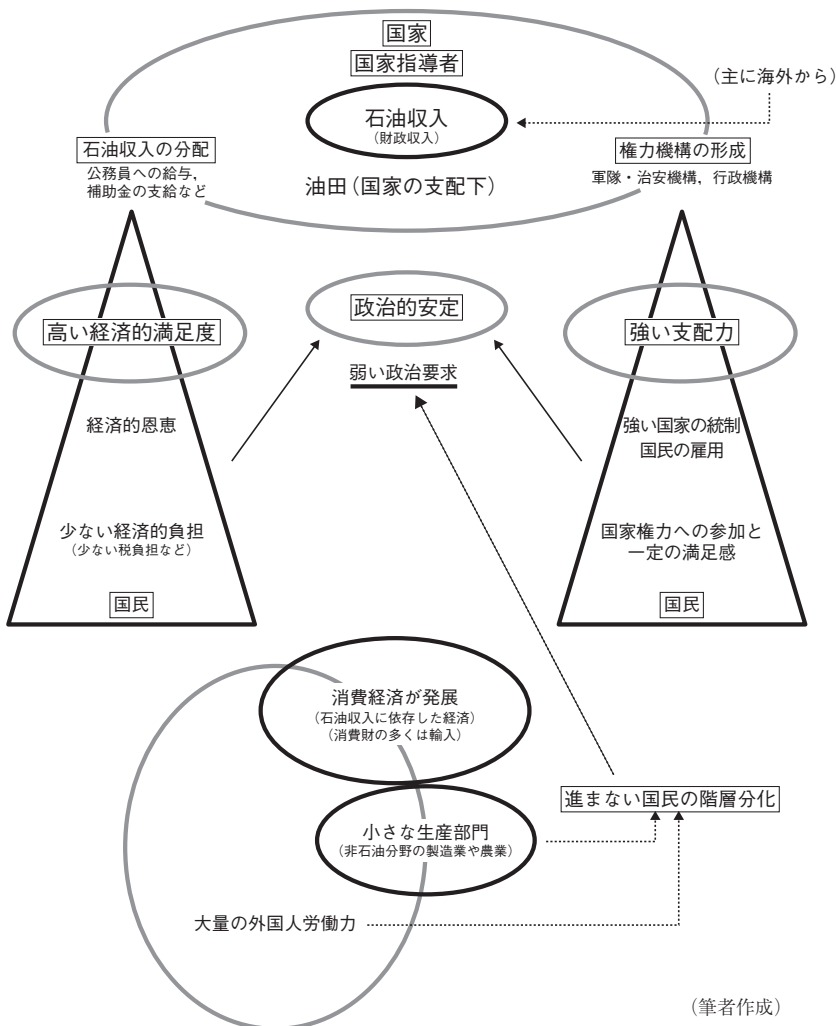 国家
国家指導者
(主に海外から)
石油収入
(財政収入)
石油収入の分配
公務員への給与,
補助金の支給など
権力機構の形成
軍隊・治安機構,行政機構
油田(国家の支配下)
高い経済的満足度
政治的安定
強い支配力
弱い政治要求
経済的恩恵
強い国家の統制
国民の雇用
少ない経済的負担
(少ない税負担など)
国家権力への参加と
一定の満足感
国民
国民
消費経済が発展
(石油収入に依存した経済)
(消費財の多くは輸入)
進まない国民の階層分化
小さな生産部門
(非石油分野の製造業や農業)
大量の外国人労働力
(筆者作成)